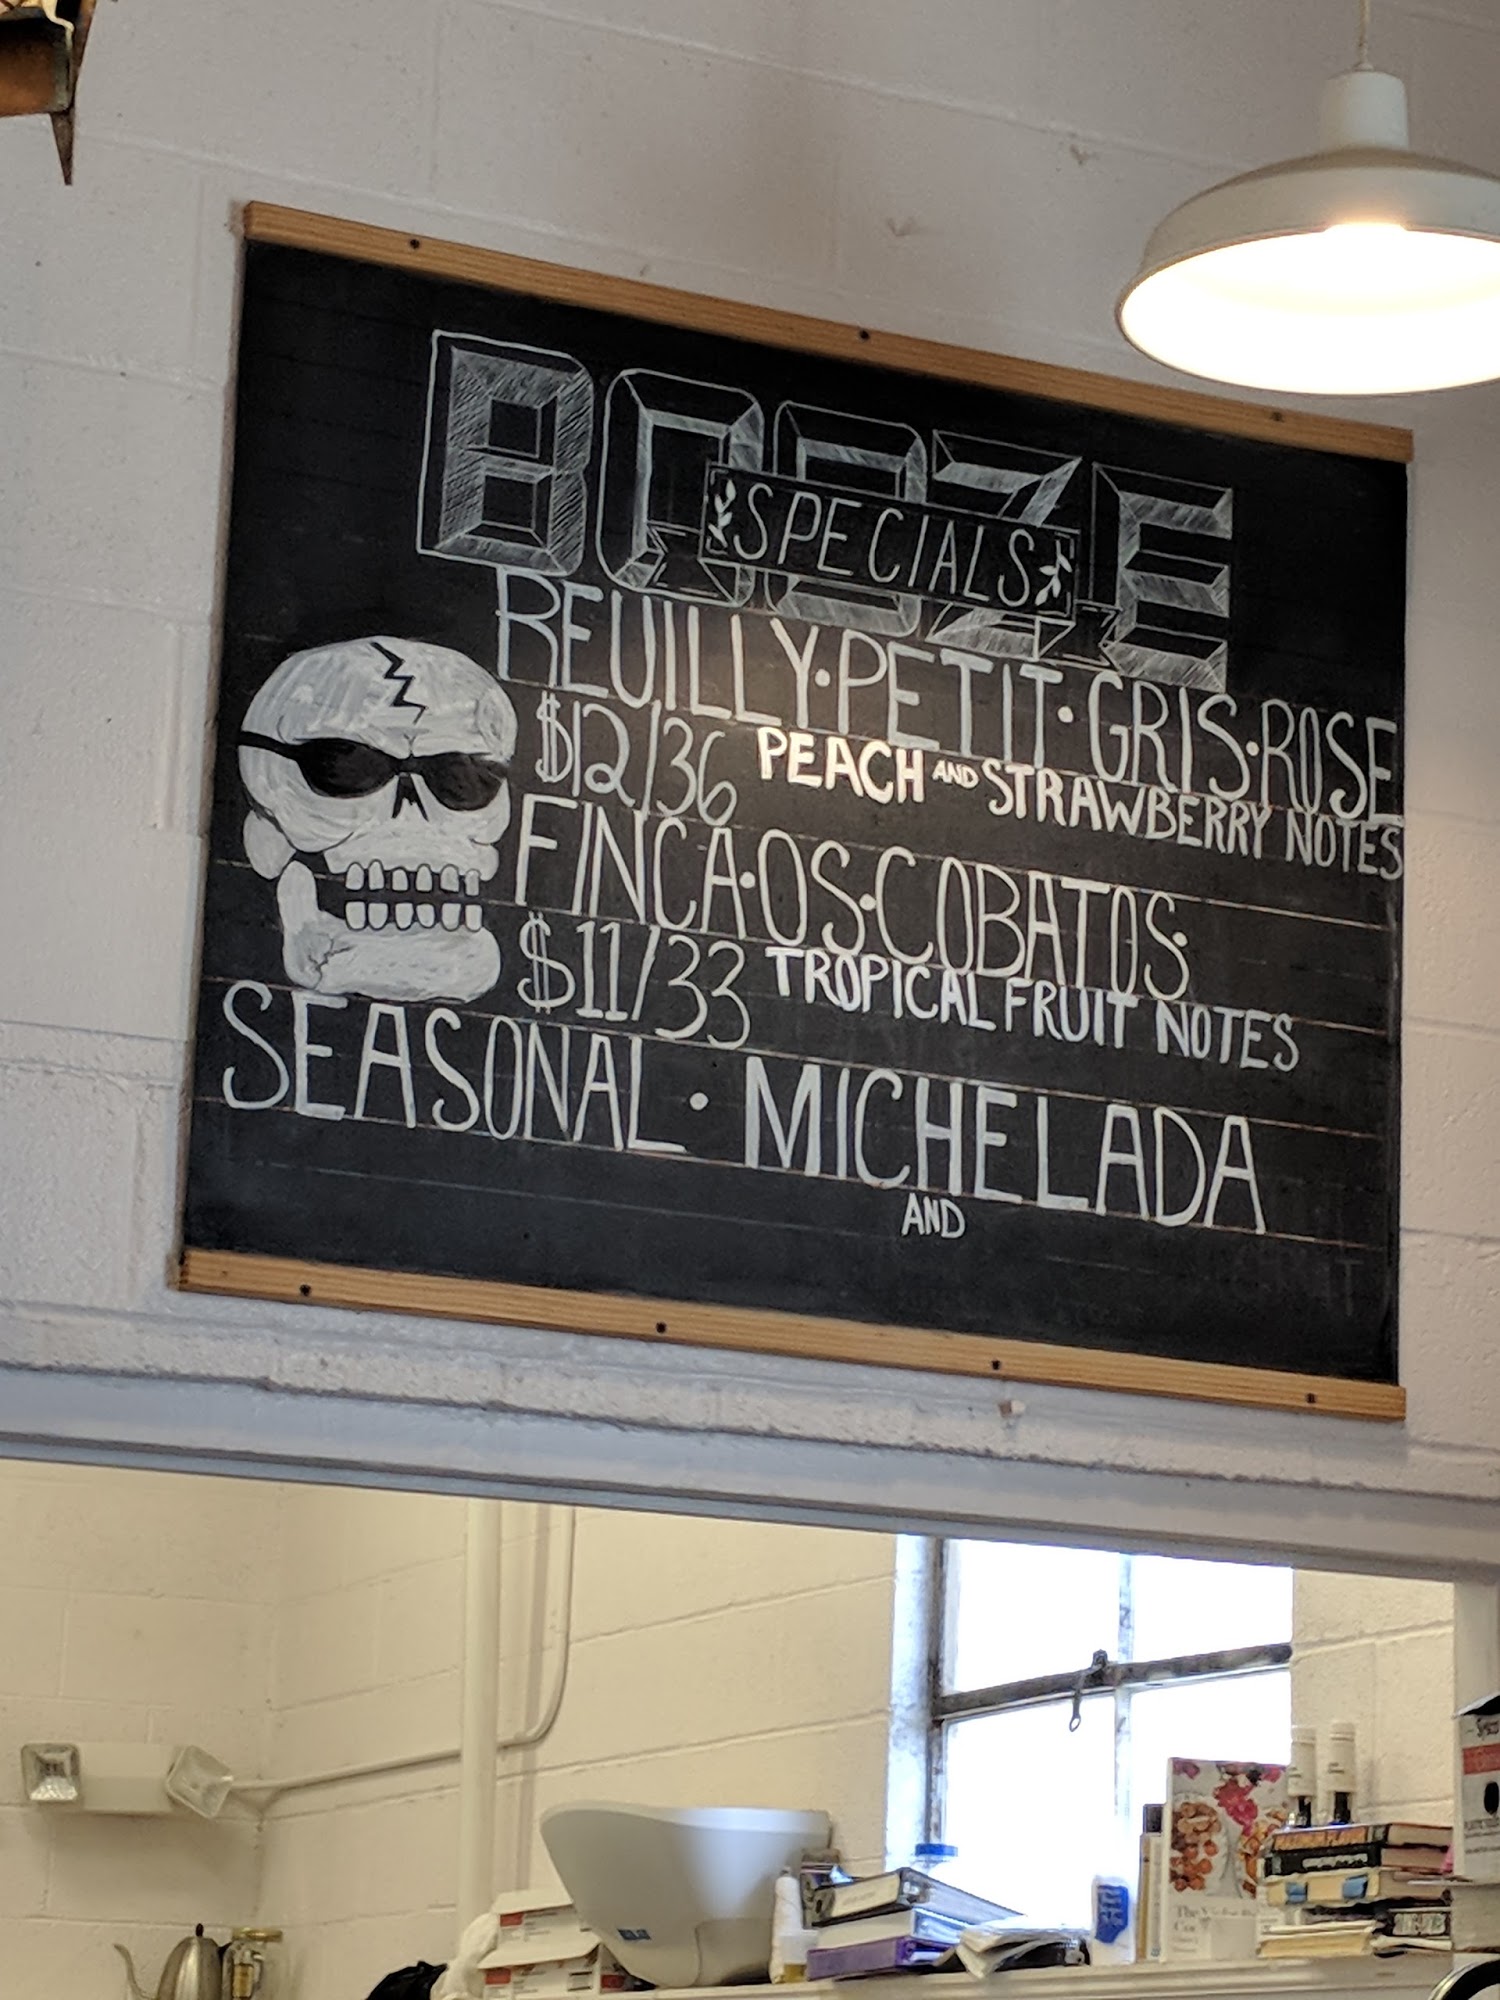 BOOZE
SPECIALS
REUILLY·PETIT·GRIS·ROSE
$12/36 PEACH AND STRAWBERRY NOTES
FINCA·OS·COBATOS·
$11/33 TROPICAL FRUIT NOTES
SEASONAL · MICHELADA
AND